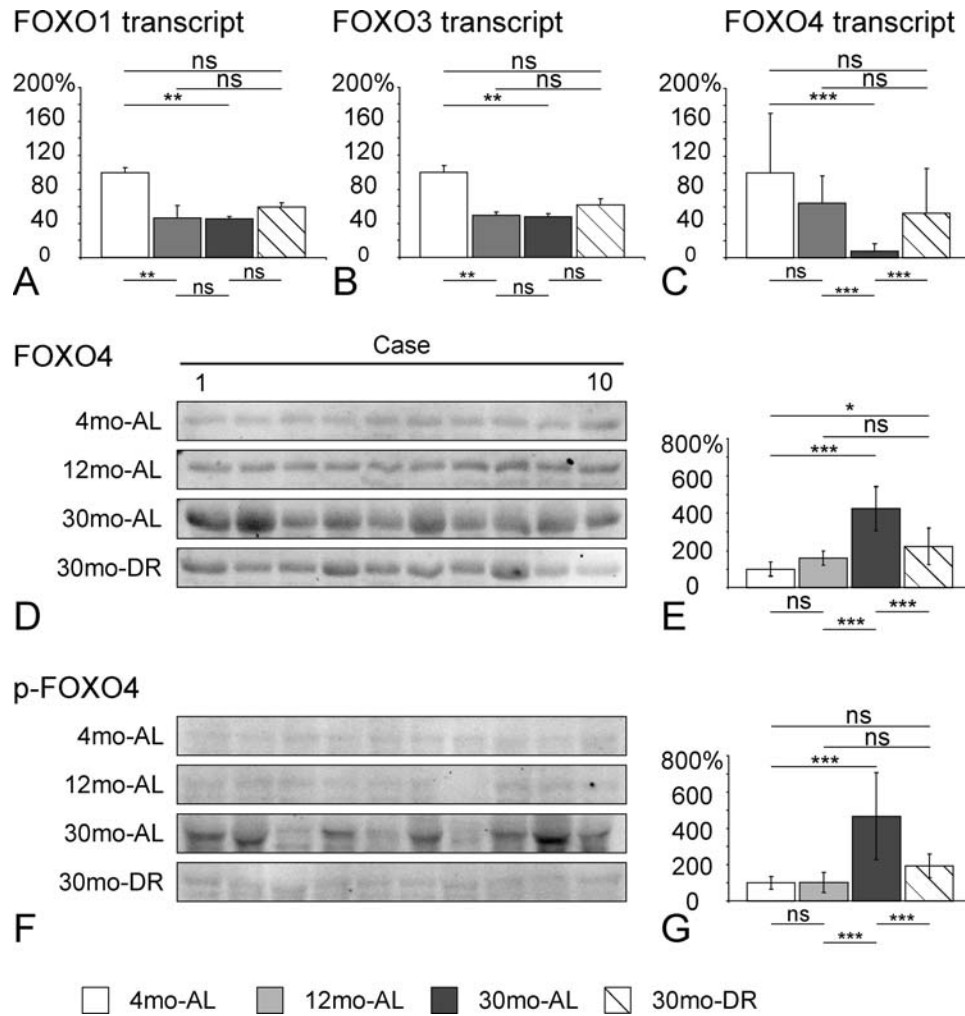 FOXO1 transcript FOXO3 transcript FOXO4 transcript
ns ns ns
ns ns ns
** ** ***
200% 200% 200%
160 160 160
120 120 120
80 80 80
40 40 40
0 0 0
A B C
** ns ** ns ns ***
ns ns ***
FOXO4
Case
1 10
4mo-AL
12mo-AL
30mo-AL
30mo-DR
D
*
ns
***
800%
600
400
200
0
E
ns ***
***
p-FOXO4
4mo-AL
12mo-AL
30mo-AL
30mo-DR
F
ns
ns
***
800%
600
400
200
0
G
ns ***
***
4mo-AL 12mo-AL 30mo-AL 30mo-DR